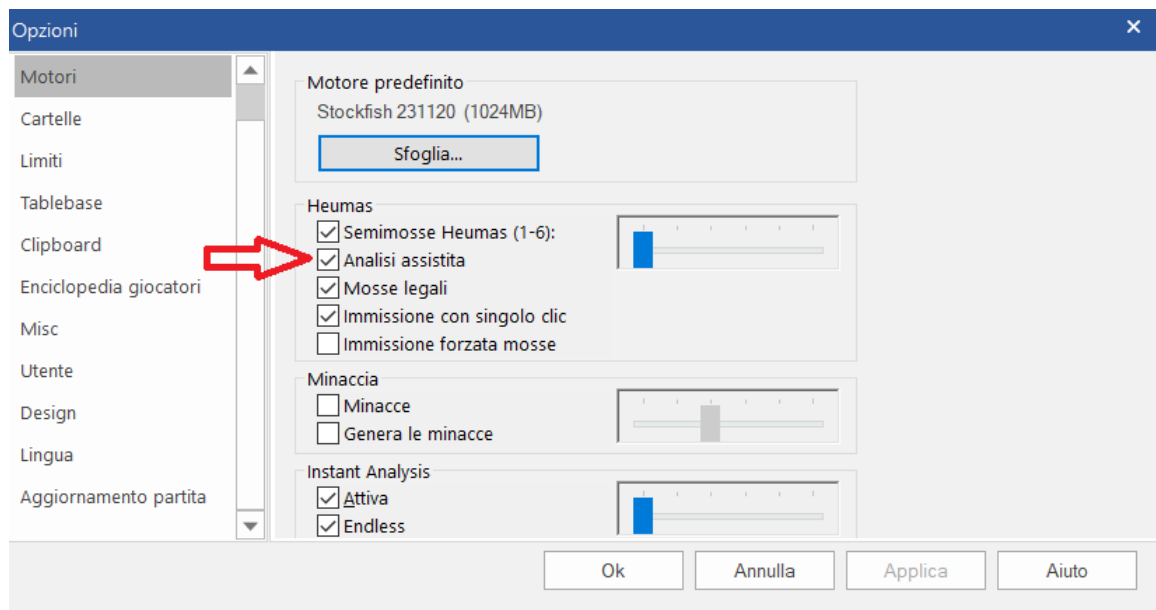 Opzioni
Motori
Cartelle
Limiti
Tablebase
Clipboard
Enciclopedia giocatori
Misc
Utente
Design
Lingua
Aggiornamento partita
Motore predefinito
Stockfish 231120 (1024MB)
Sfoglia...
Heumas
Semimosse Heumas (1-6):
Analisi assistita
Mosse legali
Immissione con singolo clic
Immissione forzata mosse
Minaccia
Minacce
Genera le minacce
Instant Analysis
Attiva
Endless
Ok Annulla Applica Aiuto